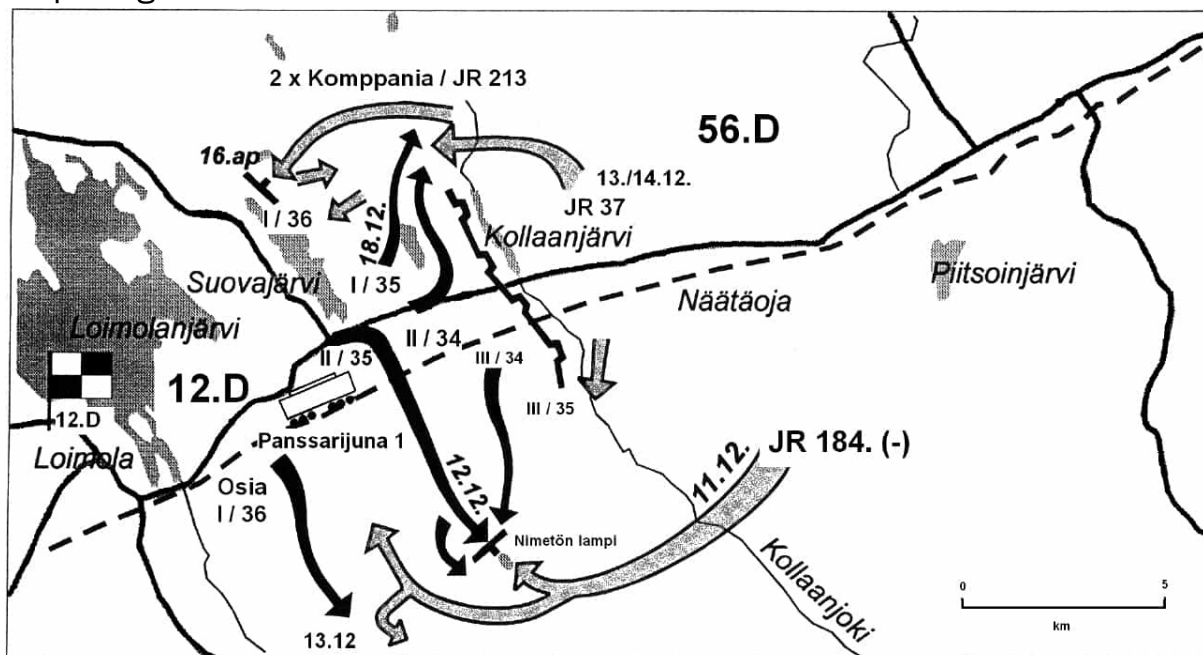 2 x Komppania / JR 213
56.D
16.ap
13./14.12.
JR 37
I / 36
18.12.
Kollaanjärvi
Suovajärvi
I / 35
Piitsoinjärvi
Näätäoja
Loimolanjärvi
II / 34
II / 35
III / 34
12.D
12.D
III / 35
Panssarijuna 1
Loimola
JR 184. (-)
11.12.
12.12.
Osia
I / 36
Nimetön lampi
Kollaanjoki
13.12
0 5
km